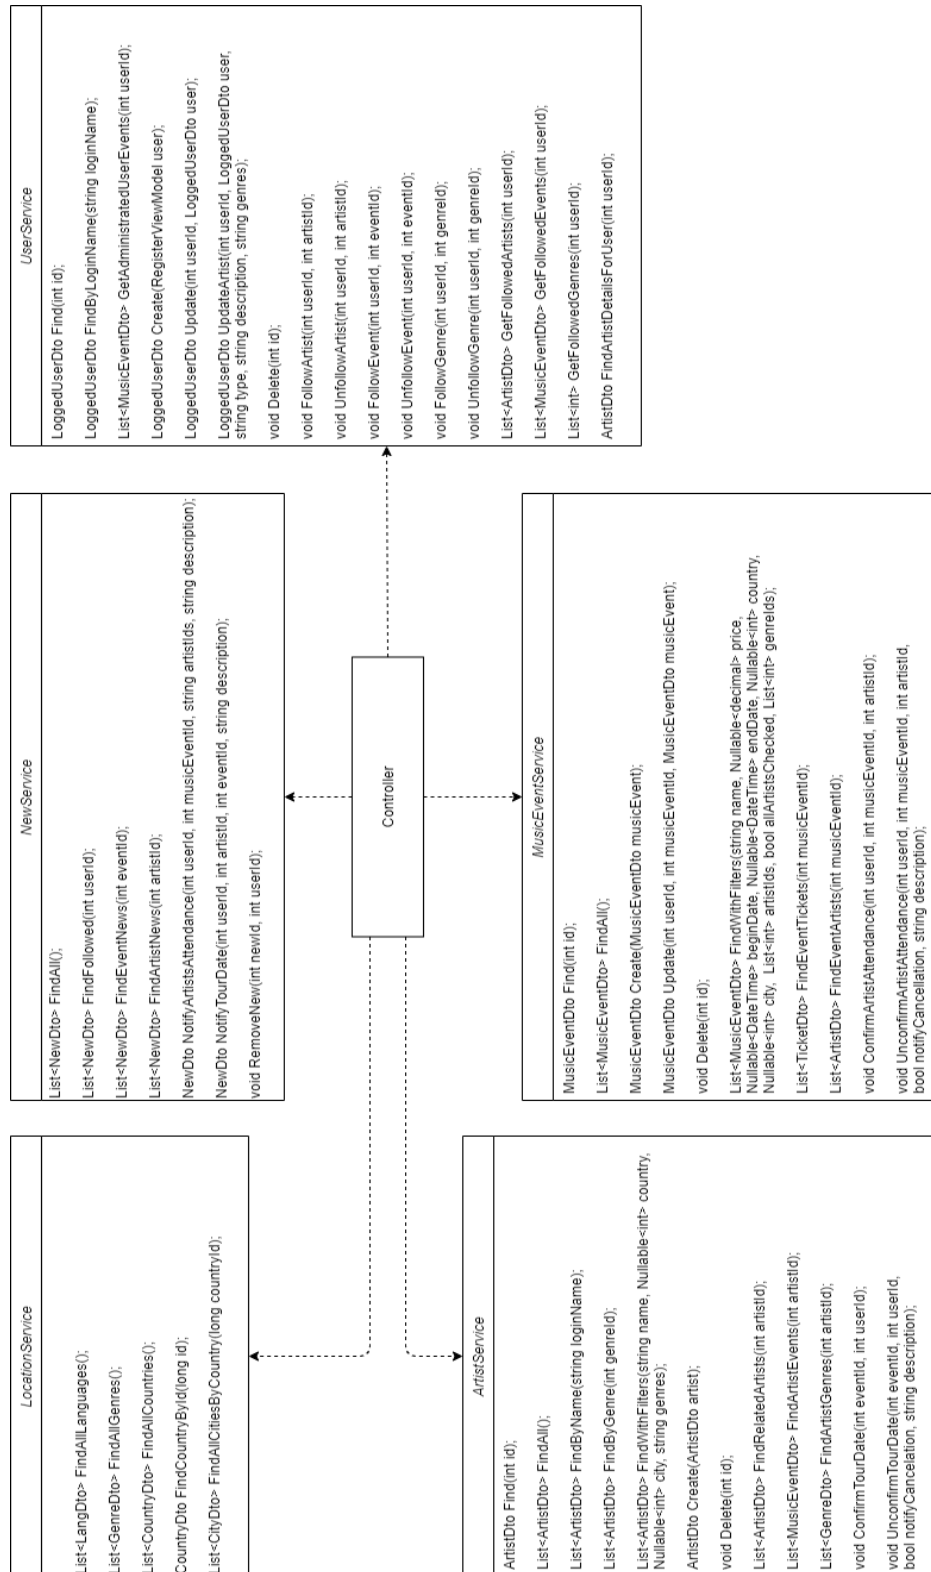 LocationService
List<LangDto> FindAllLanguages();
List<GenreDto> FindAllGenres();
List<CountryDto> FindAllCountries();
CountryDto FindCountryById(long id);
List<CityDto> FindAllCitiesByCountry(long countryId);
NewService
List<NewDto> FindAll();
List<NewDto> FindFollowed(int userId);
List<NewDto> FindEventNews(int eventId);
List<NewDto> FindArtistNews(int artistId);
NewDto NotifyArtistsAttendance(int userId, int musicEventId, string artistIds, string description);
NewDto NotifyTourDate(int userId, int artistId, int eventId, string description);
void RemoveNew(int newId, int userId);
UserService
LoggedUserDto Find(int id);
LoggedUserDto FindByLoginName(string loginName);
List<MusicEventDto> GetAdministratedUserEvents(int userId);
LoggedUserDto Create(RegisterViewModel user);
LoggedUserDto Update(int userId, LoggedUserDto user);
LoggedUserDto UpdateArtist(int userId, LoggedUserDto user,
string type, string description, string genres);
void Delete(int id);
void FollowArtist(int userId, int artistId);
void UnfollowArtist(int userId, int artistId);
void FollowEvent(int userId, int eventId);
void UnfollowEvent(int userId, int eventId);
void FollowGenre(int userId, int genreId);
void UnfollowGenre(int userId, int genreId);
List<ArtistDto> GetFollowedArtists(int userId);
List<MusicEventDto> GetFollowedEvents(int userId);
List<int> GetFollowedGenres(int userId);
ArtistDto FindArtistDetailsForUser(int userId);
Controller
ArtistService
ArtistDto Find(int id);
List<ArtistDto> FindAll();
List<ArtistDto> FindByName(string loginName);
List<ArtistDto> FindByGenre(int genreId);
List<ArtistDto> FindWithFilters(string name, Nullable<int> country,
Nullable<int> city, string genres);
ArtistDto Create(ArtistDto artist);
void Delete(int id);
List<ArtistDto> FindRelatedArtists(int artistId);
List<MusicEventDto> FindArtistEvents(int artistId);
List<GenreDto> FindArtistGenres(int artistId);
void ConfirmTourDate(int eventId, int userId);
void UnconfirmTourDate(int eventId, int userId,
bool notifyCancelation, string description);
MusicEventService
MusicEventDto Find(int id);
List<MusicEventDto> FindAll();
MusicEventDto Create(MusicEventDto musicEvent);
MusicEventDto Update(int userId, int musicEventId, MusicEventDto musicEvent);
void Delete(int id);
List<MusicEventDto> FindWithFilters(string name, Nullable<decimal> price,
Nullable<DateTime> beginDate, Nullable<DateTime> endDate, Nullable<int> country,
Nullable<int> city, List<int> artistIds, bool allArtistsChecked, List<int> genreIds);
List<TicketDto> FindEventTickets(int musicEventId);
List<ArtistDto> FindEventArtists(int musicEventId);
void ConfirmArtistAttendance(int userId, int musicEventId, int artistId);
void UnconfirmArtistAttendance(int userId, int musicEventId, int artistId,
bool notifyCancellation, string description);